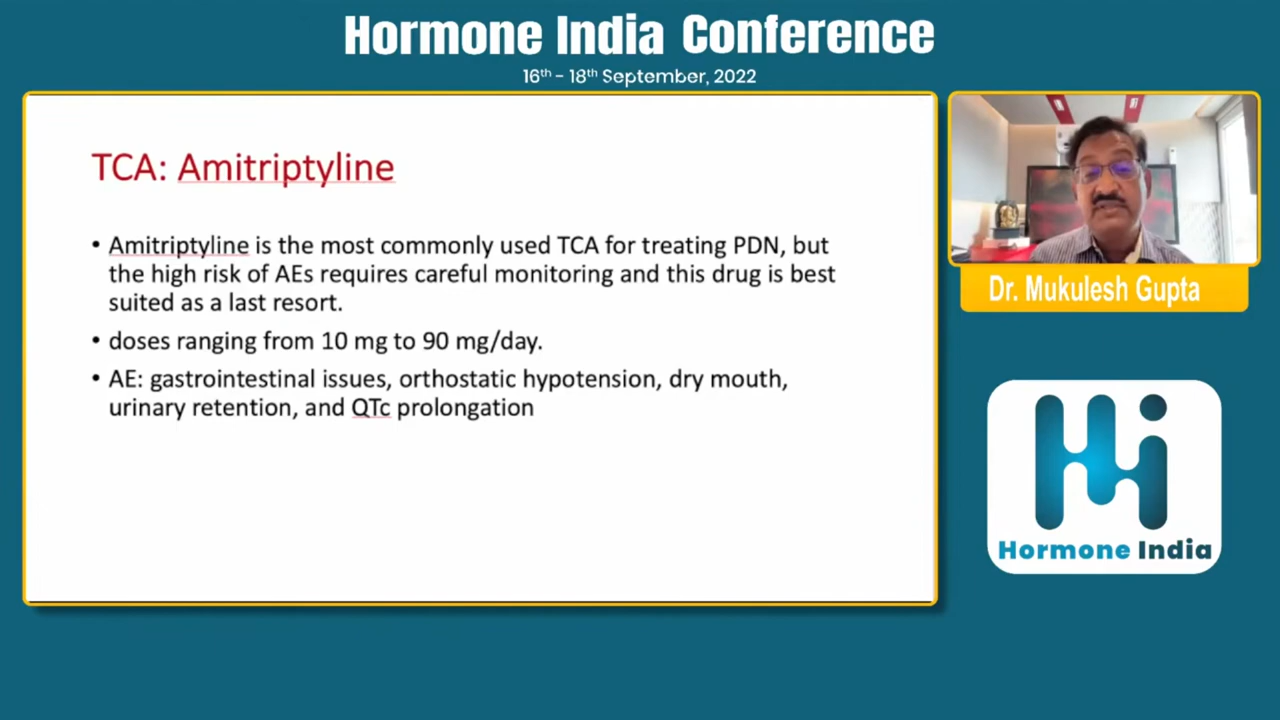 Hormone India Conference
16th - 18th September, 2022
TCA: Amitriptyline
• Amitriptyline is the most commonly used TCA for treating PDN, but
the high risk of AEs requires careful monitoring and this drug is best
suited as a last resort.
• doses ranging from 10 mg to 90 mg/day.
• AE: gastrointestinal issues, orthostatic hypotension, dry mouth,
urinary retention, and QTc prolongation
Dr. Mukulesh Gupta
Hi
Hormone India